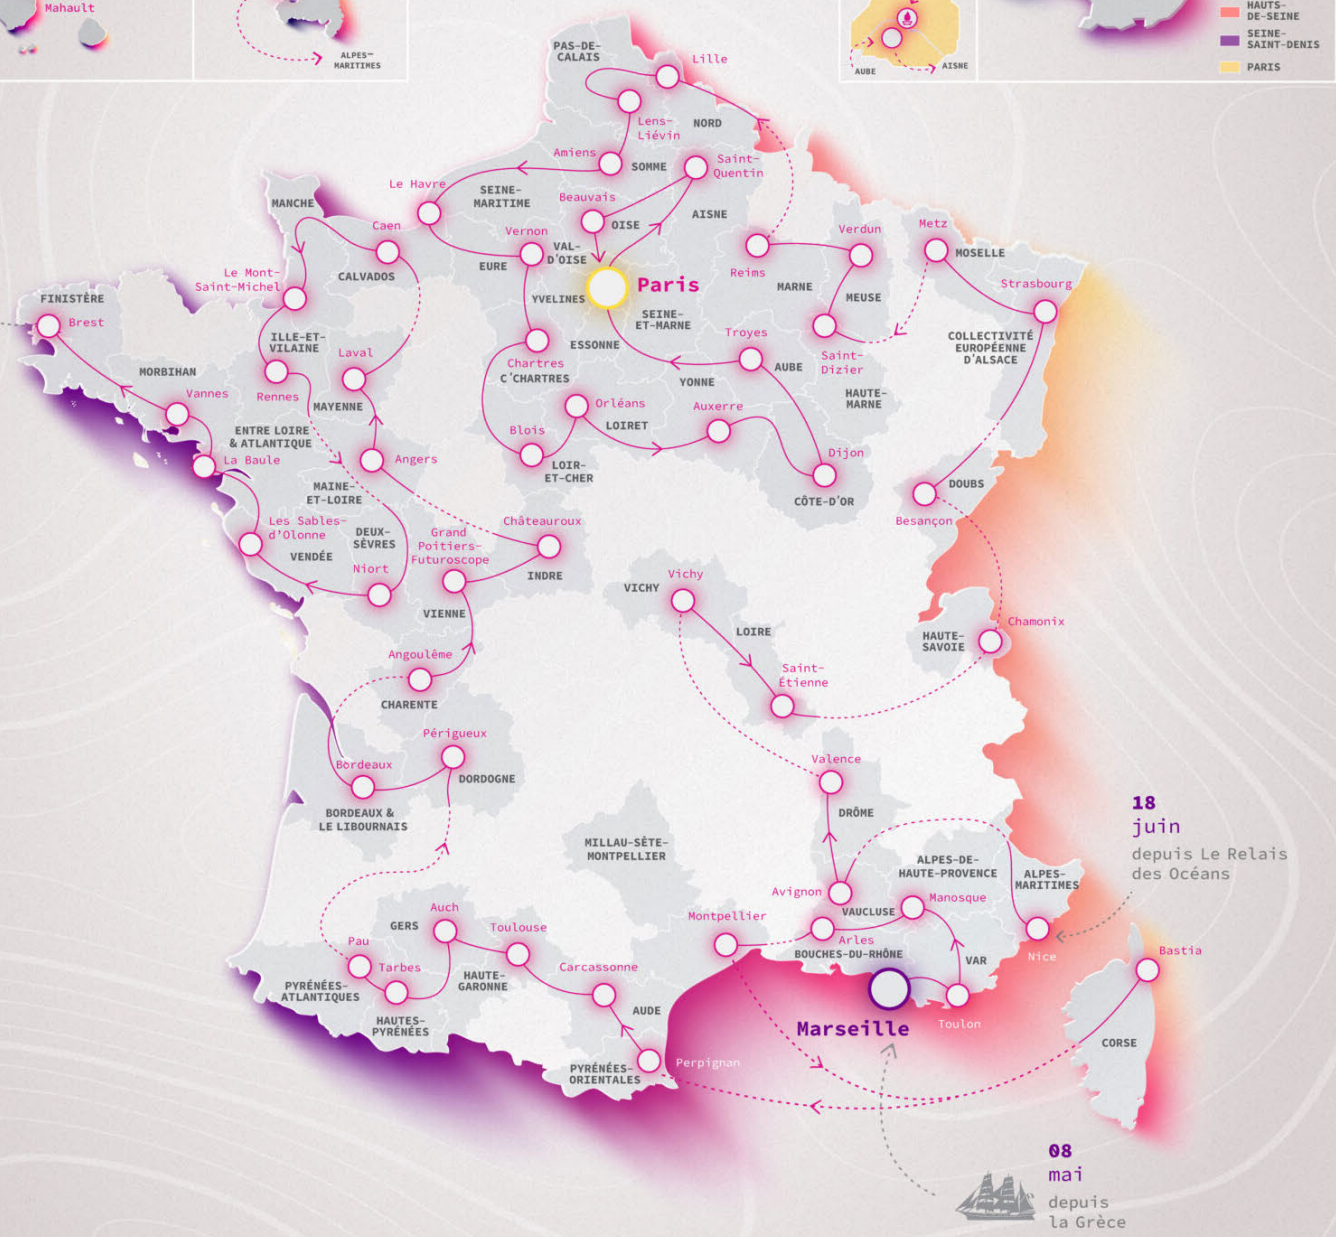 Mahault
ALPES-
MARITIMES
AUBE
AISNE
HAUTS-
DE-SEINE
SEINE-
SAINT-DENIS
PARIS
PAS-DE-
CALAIS
Lille
Lens-
Liévin
NORD
Amiens
SOMME
Saint-
Quentin
Le Havre
SEINE-
MARITIME
Beauvais
OISE
AISNE
MANCHE
Caen
CALVADOS
Vernon
EURE
VAL-
D'OISE
Verdun
Metz
MOSELLE
Reims
MARNE
MEUSE
Strasbourg
Le Mont-
Saint-Michel
Paris
YVELINES
SEINE-
ET-MARNE
ESSONNE
FINISTÈRE
Brest
ILLE-ET-
VILAINE
Laval
Rennes
MAYENNE
MORBIHAN
Vannes
Chartres
C'CHARTRES
Troyes
AUBE
YONNE
Saint-
Dizier
HAUTE-
MARNE
COLLECTIVITÉ
EUROPÉENNE
D'ALSACE
Orléans
LOIRET
Auxerre
Blois
LOIR-
ET-CHER
Dijon
CÔTE-D'OR
ENTRE LOIRE
& ATLANTIQUE
La Baule
Angers
MAINE-
ET-LOIRE
DOUBS
Besançon
Les Sables-
d'Olonne
VENDÉE
DEUX-
SÈVRES
Niort
Grand
Poitiers-
Futuroscope
VIENNE
Châteauroux
INDRE
VICHY
Vichy
LOIRE
Saint-
Étienne
HAUTE-
SAVOIE
Chamonix
Angoulême
CHARENTE
Périgueux
DORDOGNE
Bordeaux
BORDEAUX &
LE LIBOURNAIS
Valence
DRÔME
MILLAU-SÈTE-
MONTPELLIER
18
juin
depuis Le Relais
des Océans
ALPES-DE-
HAUTE-PROVENCE
ALPES-
MARITIMES
Avignon
VAUCLUSE
Manosque
Montpellier
Arles
BOUCHES-DU-RHÔNE
VAR
Nice
Bastia
Auch
GERS
Toulouse
Pau
Tarbes
PYRÉNÉES-
ATLANTIQUES
HAUTE-
GARONNE
Carcassonne
AUDE
HAUTES-
PYRÉNÉES
Marseille
Toulon
CORSE
PYRÉNÉES-
ORIENTALES
Perpignan
08
mai
depuis
la Grèce